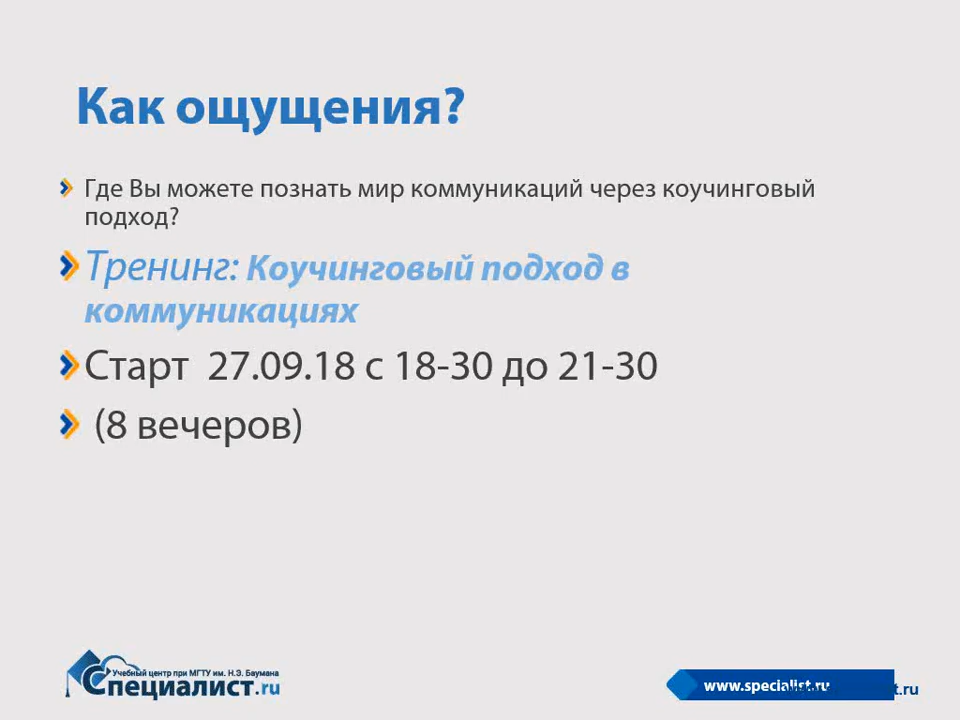 Как ощущения?
Где Вы можете познать мир коммуникаций через коучинговый
подход?
Тренинг: Коучинговый подход в
коммуникациях
Старт 27.09.18 с 18-30 до 21-30
(8 вечеров)
Учебный центр при МГТУ им. Н.Э. Баумана
Специалист.ru
www.specialist.ru